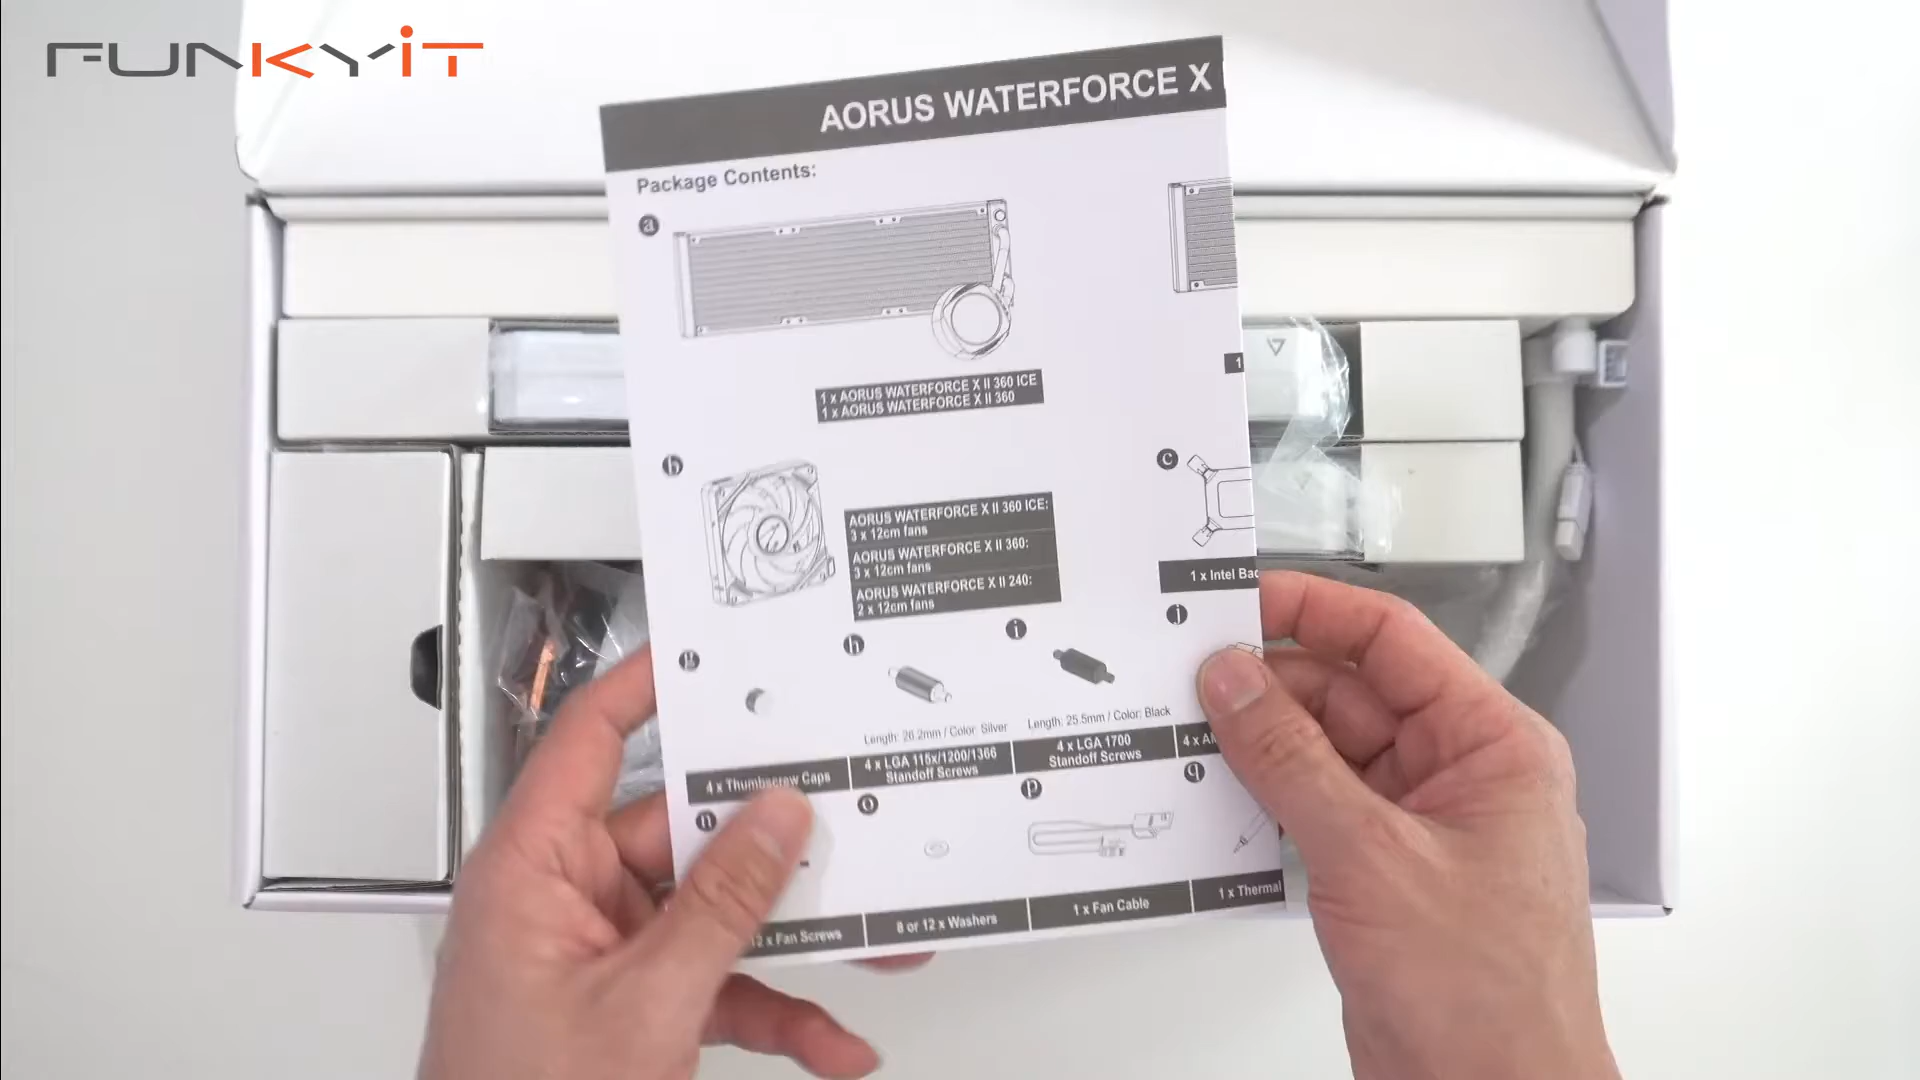 FUNKYiT
AORUS WATERFORCE X
Package Contents:
a
1 x AORUS WATERFORCE X II 360 ICE
1 x AORUS WATERFORCE X II 360
1
b
AORUS WATERFORCE X II 360 ICE:
3 x 12cm fans
AORUS WATERFORCE X II 360:
3 x 12cm fans
AORUS WATERFORCE X II 240:
2 x 12cm fans
c
1 x Intel
g
h
i
j
Length: 26.2mm / Color: Silver
Length: 25.5mm / Color: Black
4 x Thumbscrew Caps
4 x LGA 115x/1200/1366
Standoff Screws
4 x LGA 1700
Standoff Screws
4 x
n
o
p
q
12 x Fan Screws
8 or 12 x Washers
1 x Fan Cable
1 x Thermal